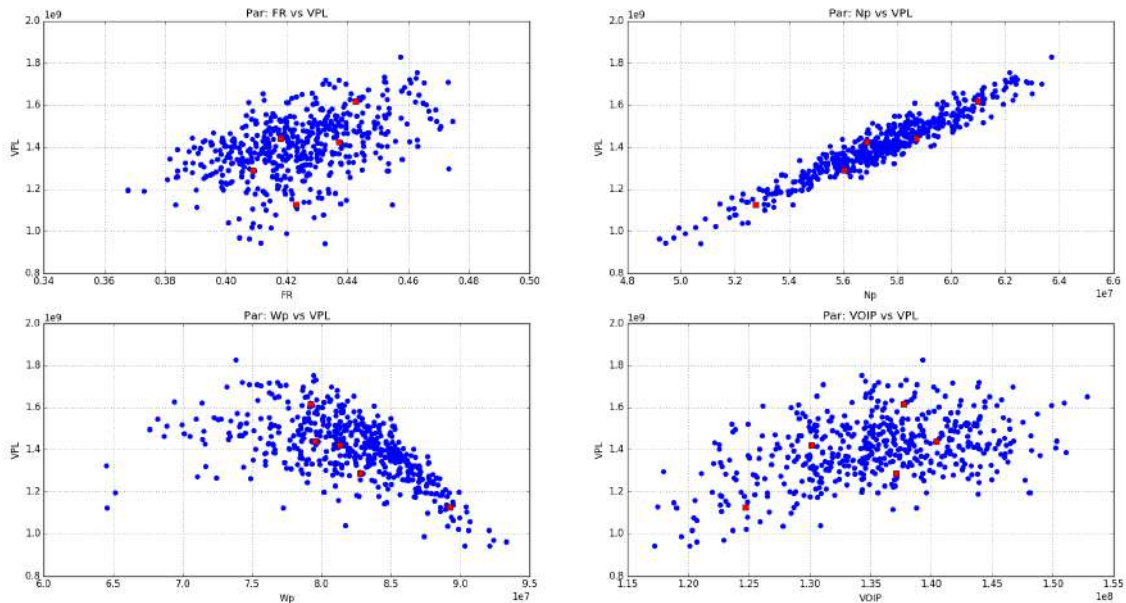 Par: FR vs VPL
1e9
2.0
1.8
1.6
1.4
1.2
1.0
0.8
VPL
0.34 0.36 0.38 0.40 0.42 0.44 0.46 0.48 0.50
FR
Par: Np vs VPL
1e9
2.0
1.8
1.6
1.4
1.2
1.0
0.8
VPL
4.8 5.0 5.2 5.4 5.6 5.8 6.0 6.2 6.4 6.6
Np
1e7
Par: Wp vs VPL
1e9
2.0
1.8
1.6
1.4
1.2
1.0
0.8
VPL
6.0 6.5 7.0 7.5 8.0 8.5 9.0 9.5
Wp
1e7
Par: VOIP vs VPL
1e9
2.0
1.8
1.6
1.4
1.2
1.0
0.8
VPL
1.15 1.20 1.25 1.30 1.35 1.40 1.45 1.50 1.55
VOIP
1e8